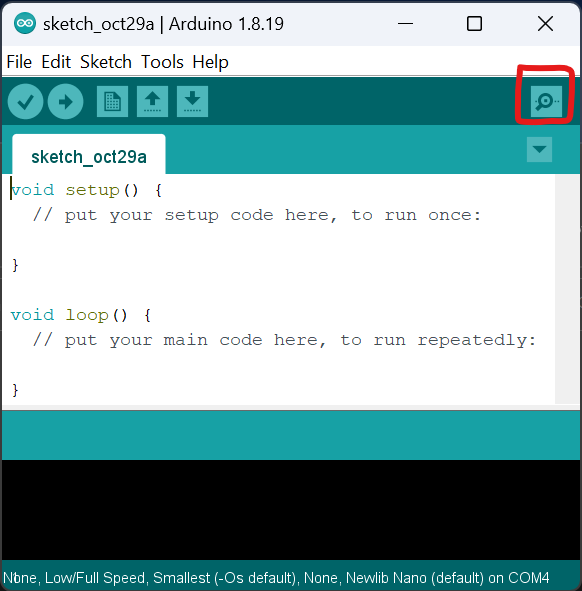 sketch_oct29a | Arduino 1.8.19
File Edit Sketch Tools Help
sketch_oct29a
void setup() {
  // put your setup code here, to run once:
}
void loop() {
  // put your main code here, to run repeatedly:
}
None, Low/Full Speed, Smallest (-Os default), None, Newlib Nano (default) on COM4